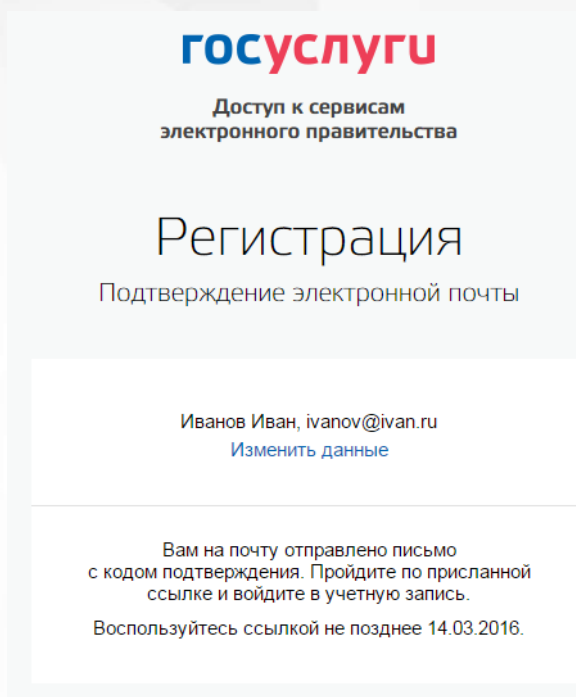 госуслуги
Доступ к сервисам
электронного правительства
Регистрация
Подтверждение электронной почты
Иванов Иван, ivanov@ivan.ru
Изменить данные
Вам на почту отправлено письмо
с кодом подтверждения. Пройдите по присланной
ссылке и войдите в учетную запись.
Воспользуйтесь ссылкой не позднее 14.03.2016.